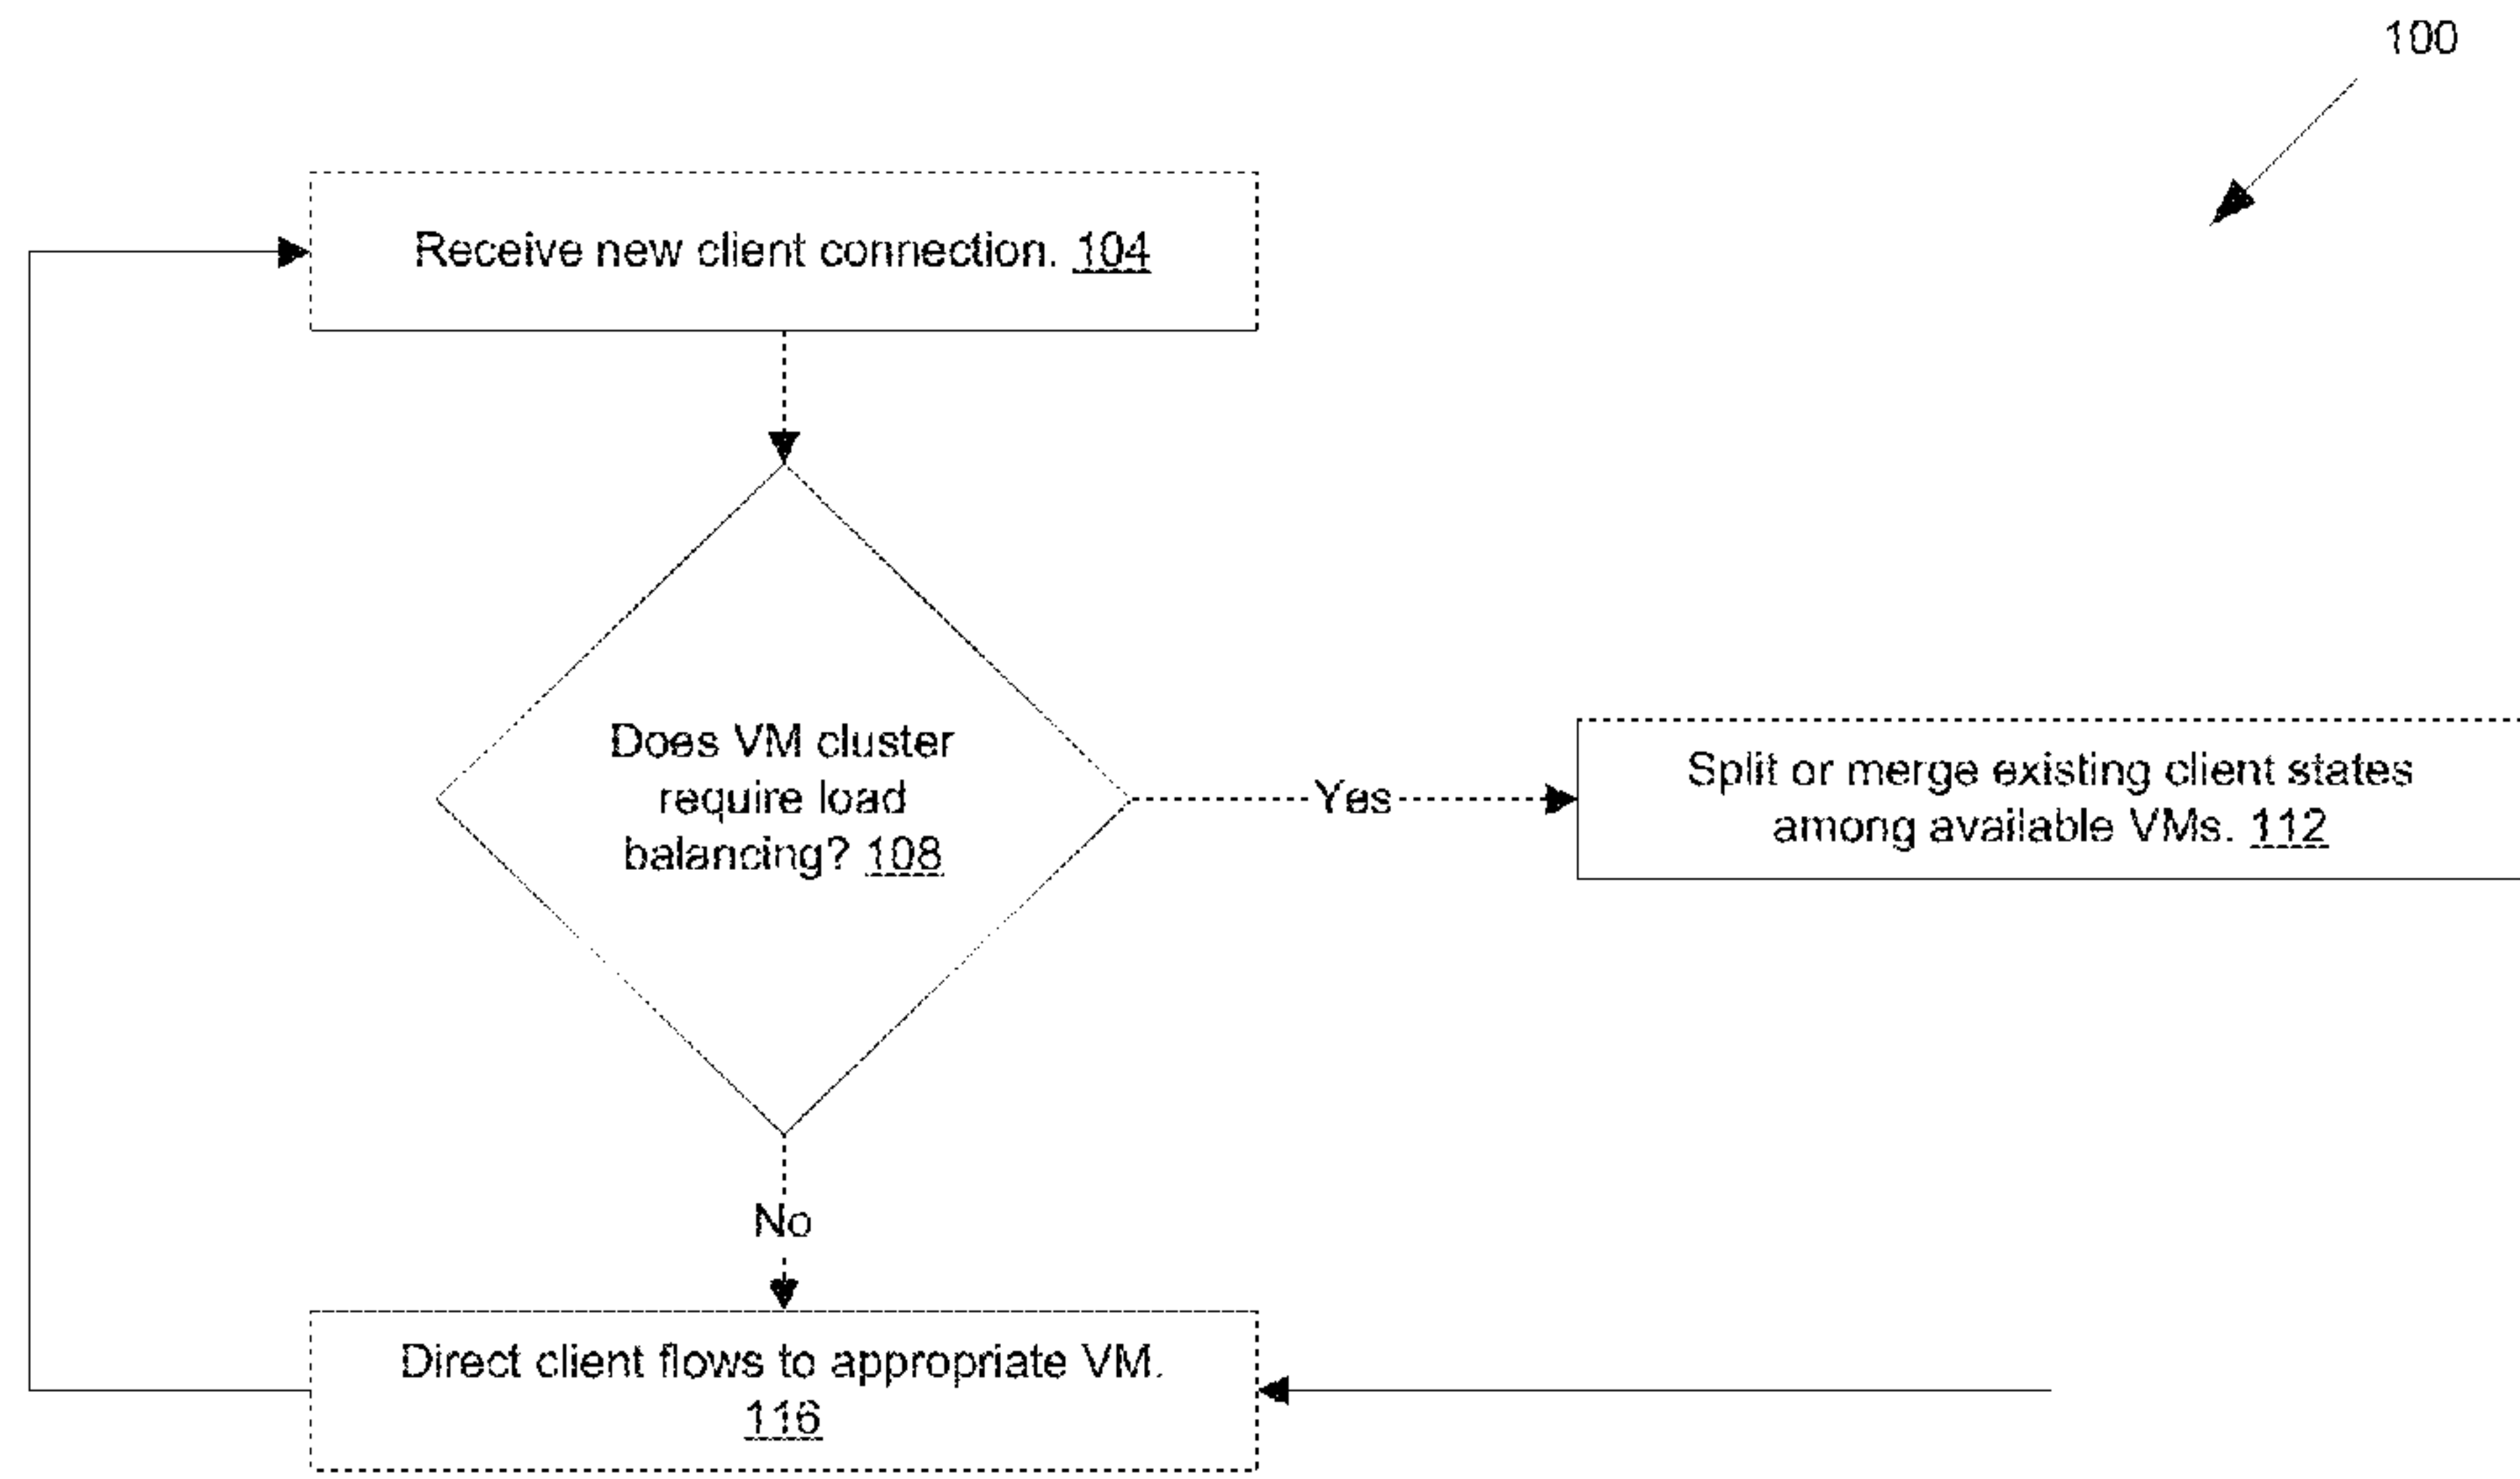 100
Receive new client connection. 104
Does VM cluster
require load
balancing? 108
Yes
Split or merge existing client states
among available VMs. 112
No
Direct client flows to appropriate VM.
116